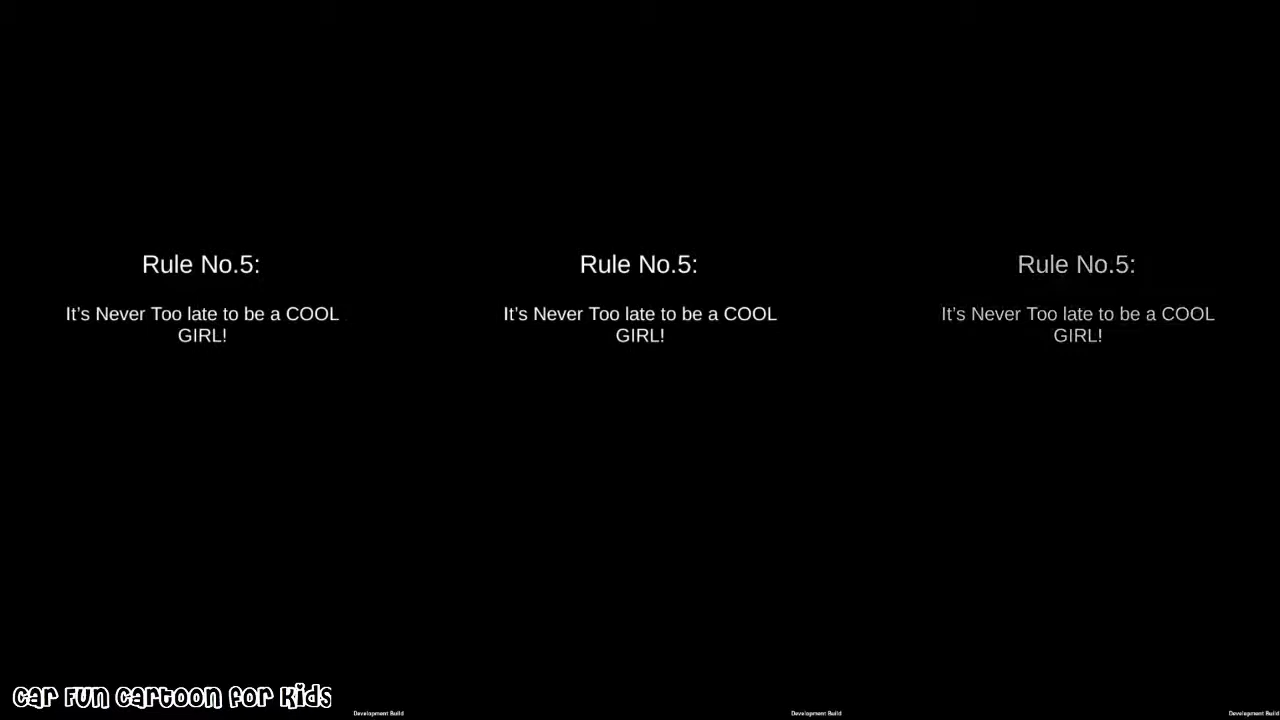 Rule No.5:
It's Never Too late to be a COOL
GIRL!
Rule No.5:
It's Never Too late to be a COOL
GIRL!
Rule No.5:
It's Never Too late to be a COOL
GIRL!
Car Fun Cartoon for Kids
Development Build
Development Build
Development Build